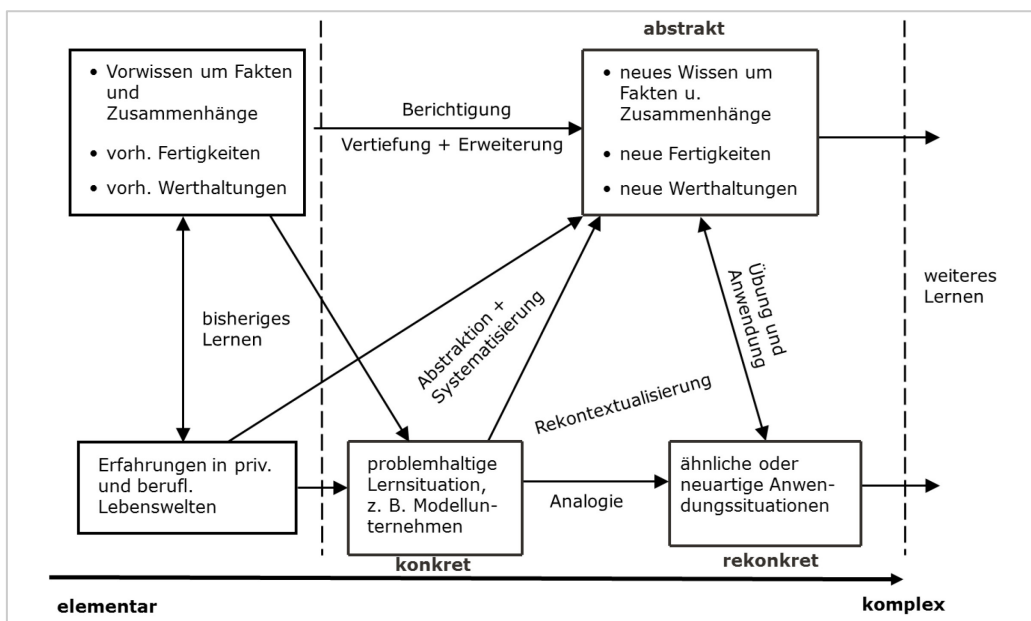 abstrakt
• Vorwissen um Fakten
und
Zusammenhänge
• vorh. Fertigkeiten
• vorh. Werthaltungen
Berichtigung
Vertiefung + Erweiterung
• neues Wissen um
Fakten u.
Zusammenhänge
• neue Fertigkeiten
• neue Werthaltungen
bisheriges
Lernen
Abstraktion +
Systematisierung
Übung und
Anwendung
weiteres
Lernen
Rekontextualisierung
Erfahrungen in priv.
und berufl.
Lebenswelten
problemhaltige
Lernsituation,
z. B. Modellun-
ternehmen
Analogie
ähnliche oder
neuartige Anwen-
dungssituationen
konkret
rekonkret
elementar
komplex